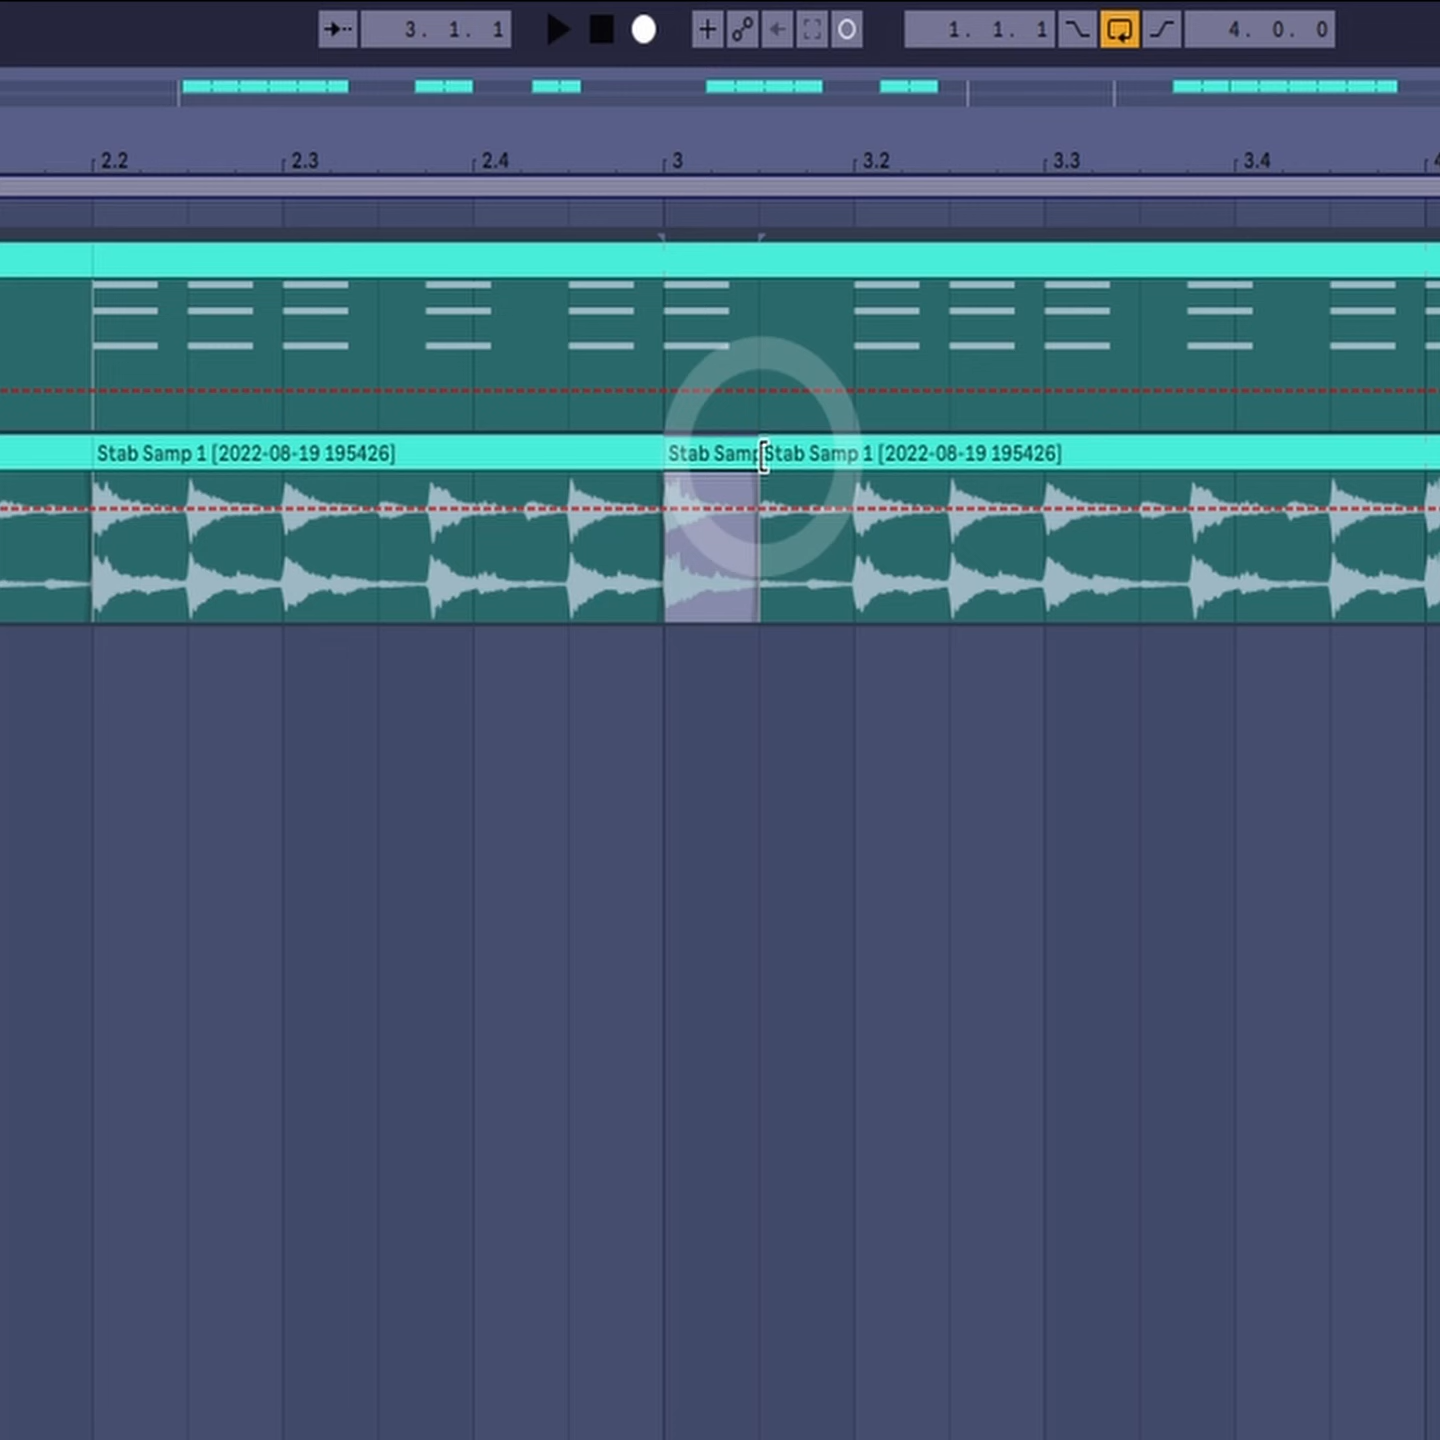 3. 1. 1
1. 1. 1
4. 0. 0
2.2
2.3
2.4
3
3.2
3.3
3.4
4
Stab Samp 1 [2022-08-19 195426]
Stab Samp
Stab Samp 1 [2022-08-19 195426]